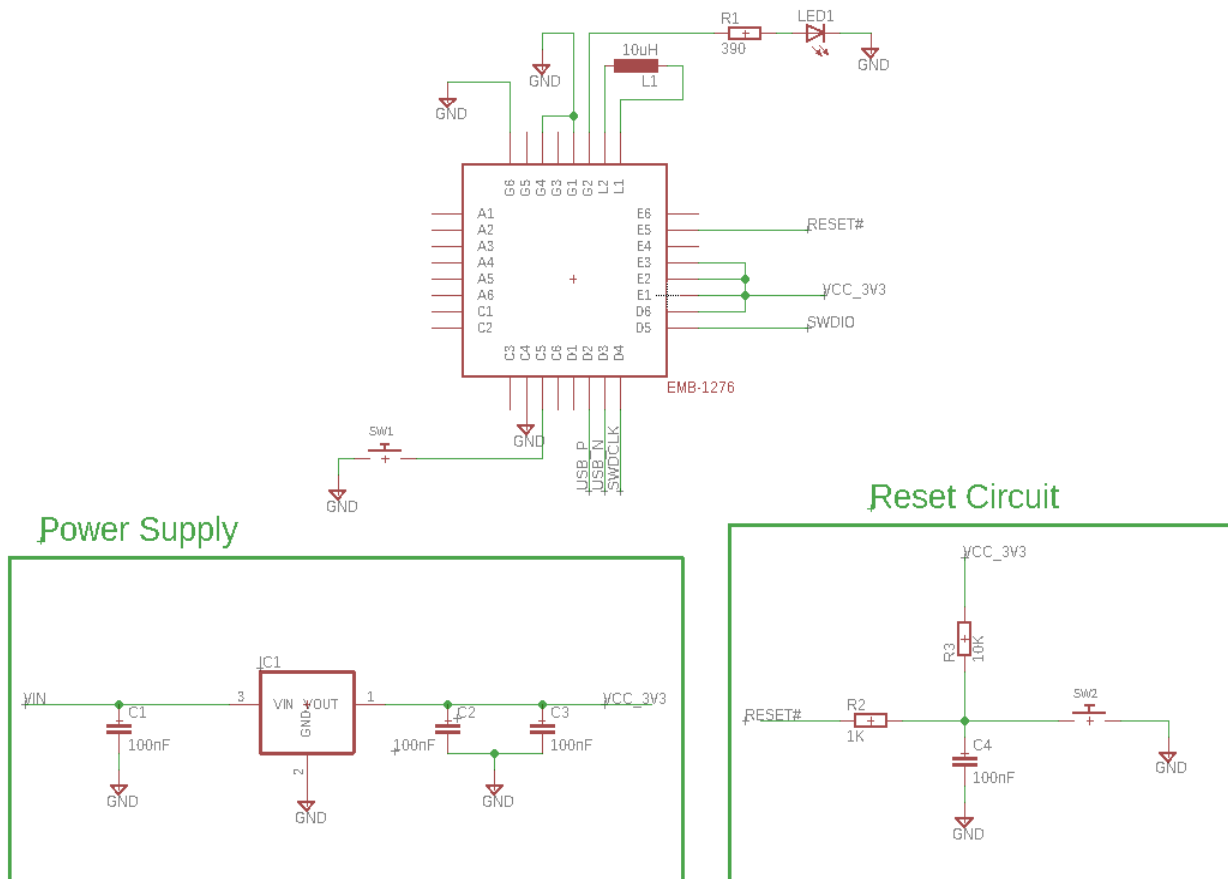 R1
390
LED1
GND
10uH
L1
GND
GND
G6
G5
G4
G3
G1
G2
L2
L1
A1
A2
A3
A4
A5
A6
C1
C2
E6
E5
E4
E3
E2
E1
D6
D5
RESET#
VCC_3V3
SWDIO
C3
C4
C5
C6
D1
D2
D3
D4
EMB-1276
GND
SW1
GND
USB_P
USB_N
SWDCLK
Power Supply
VIN
C1
100nF
GND
IC1
3
VIN
VOUT
GND
1
2
GND
C2
100nF
C3
100nF
GND
VCC_3V3
Reset Circuit
VCC_3V3
R3
10K
RESET#
R2
1K
SW2
GND
C4
100nF
GND